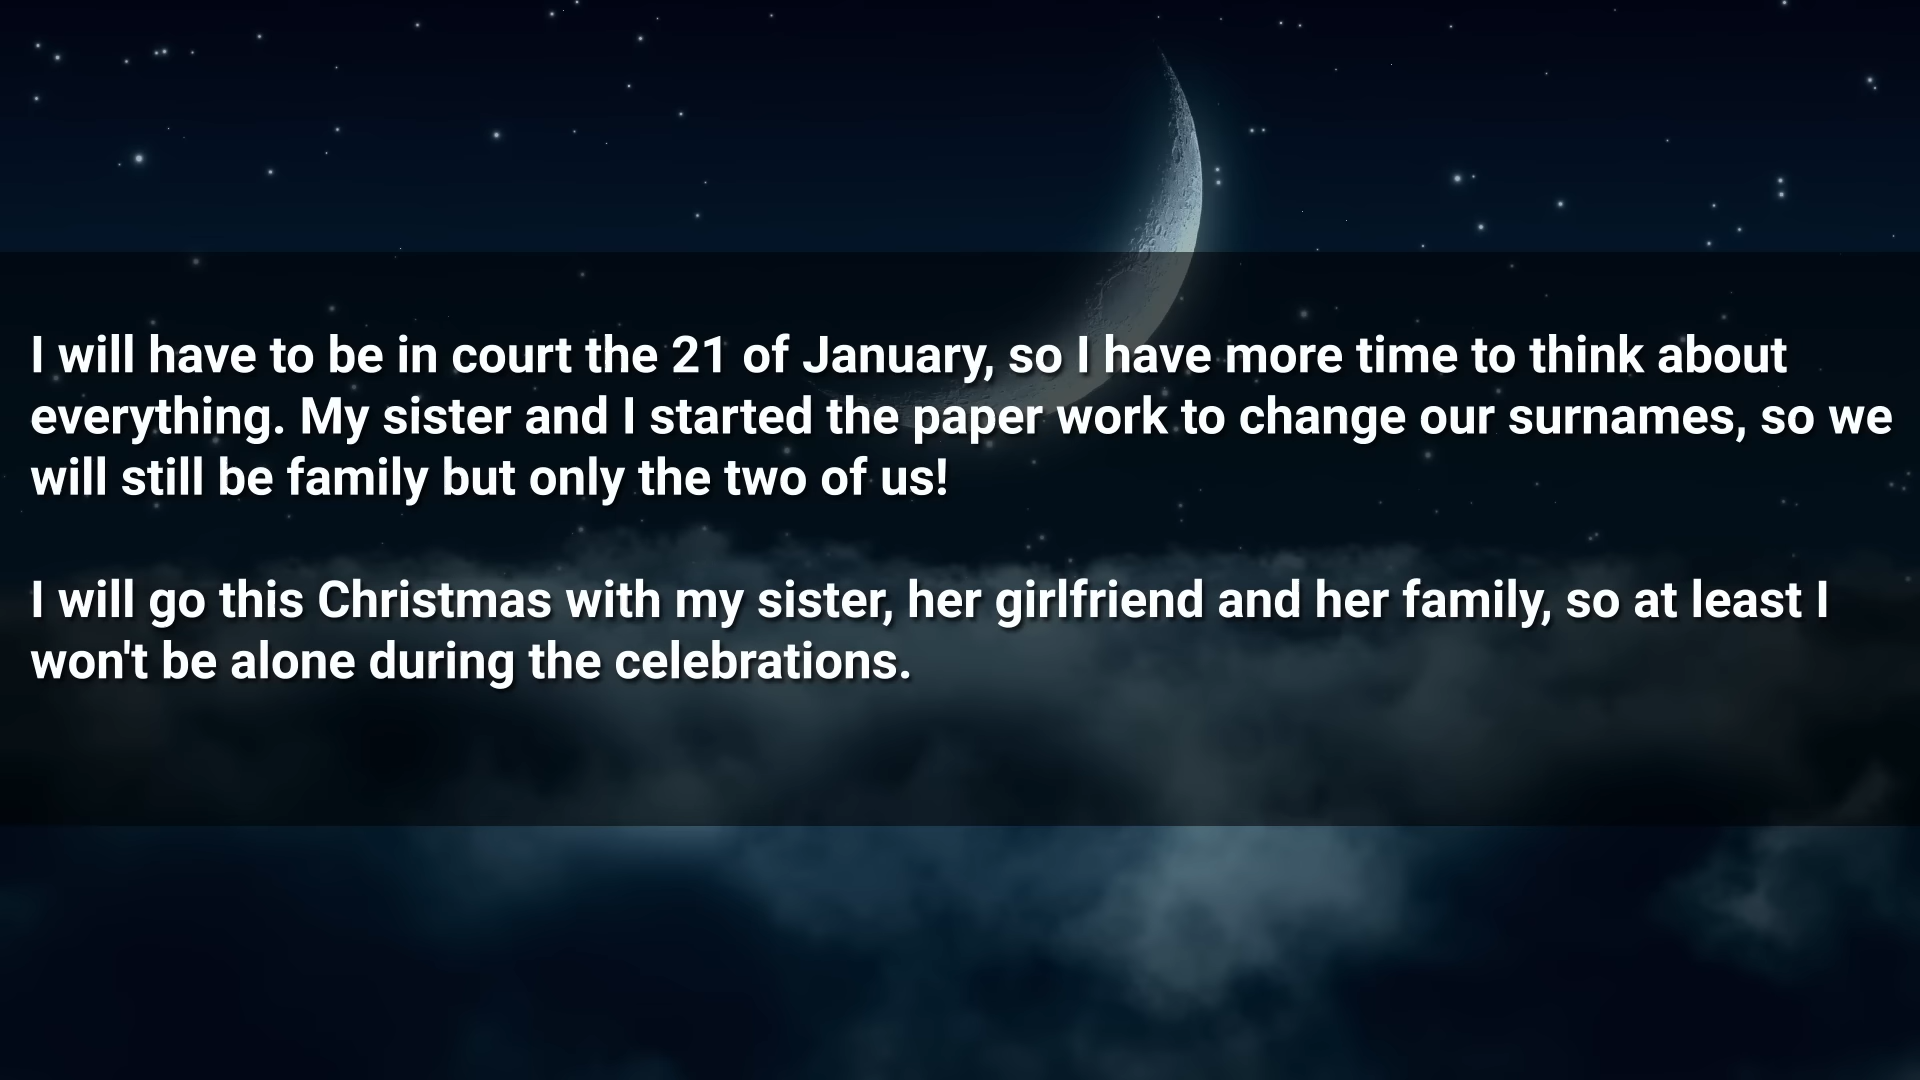 I will have to be in court the 21 of January, so I have more time to think about
everything. My sister and I started the paper work to change our surnames, so we
will still be family but only the two of us!
I will go this Christmas with my sister, her girlfriend and her family, so at least I
won't be alone during the celebrations.